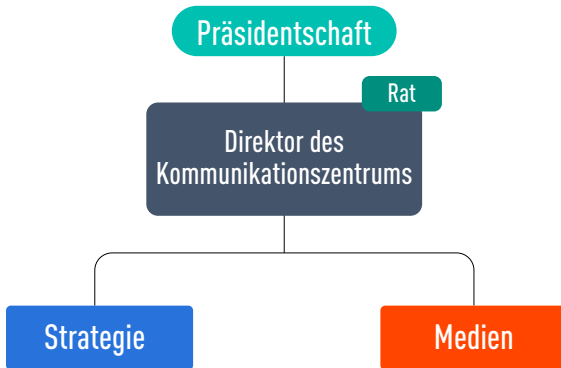 Präsidentschaft
Rat
Direktor des
Kommunikationszentrums
Strategie
Medien